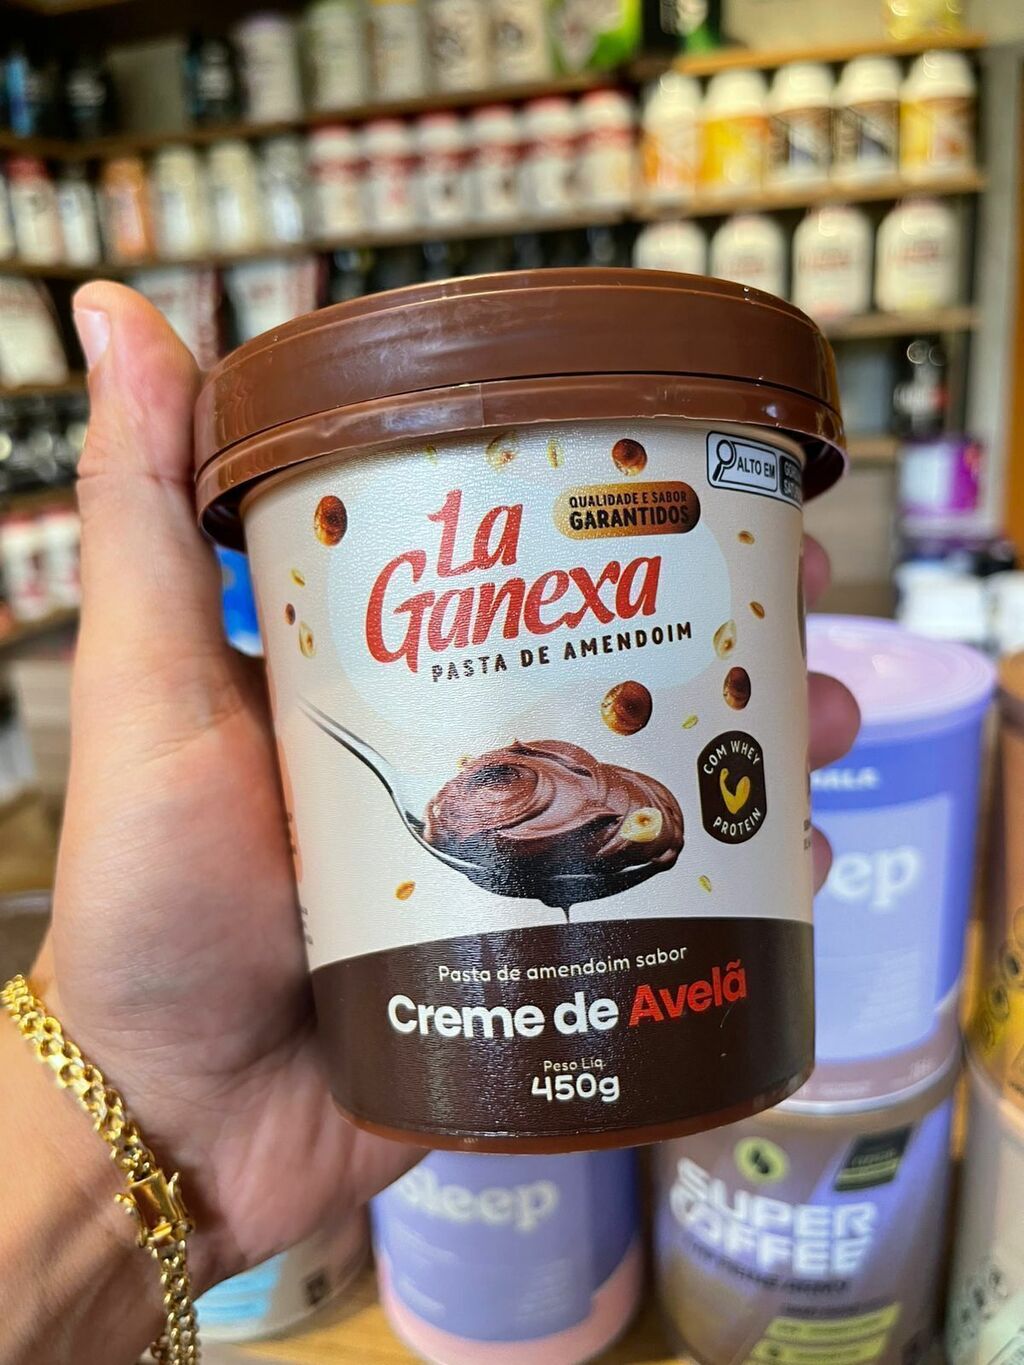 ALTO EM
QUALIDADE E SABOR
GARANTIDOS
La
Ganexa
PASTA DE AMENDOIM
COM WHEY
PROTEIN
Pasta de amendoim sabor
Creme de Avelã
Peso Líq.
450g
ep
sleep
SUPER
COFFEE